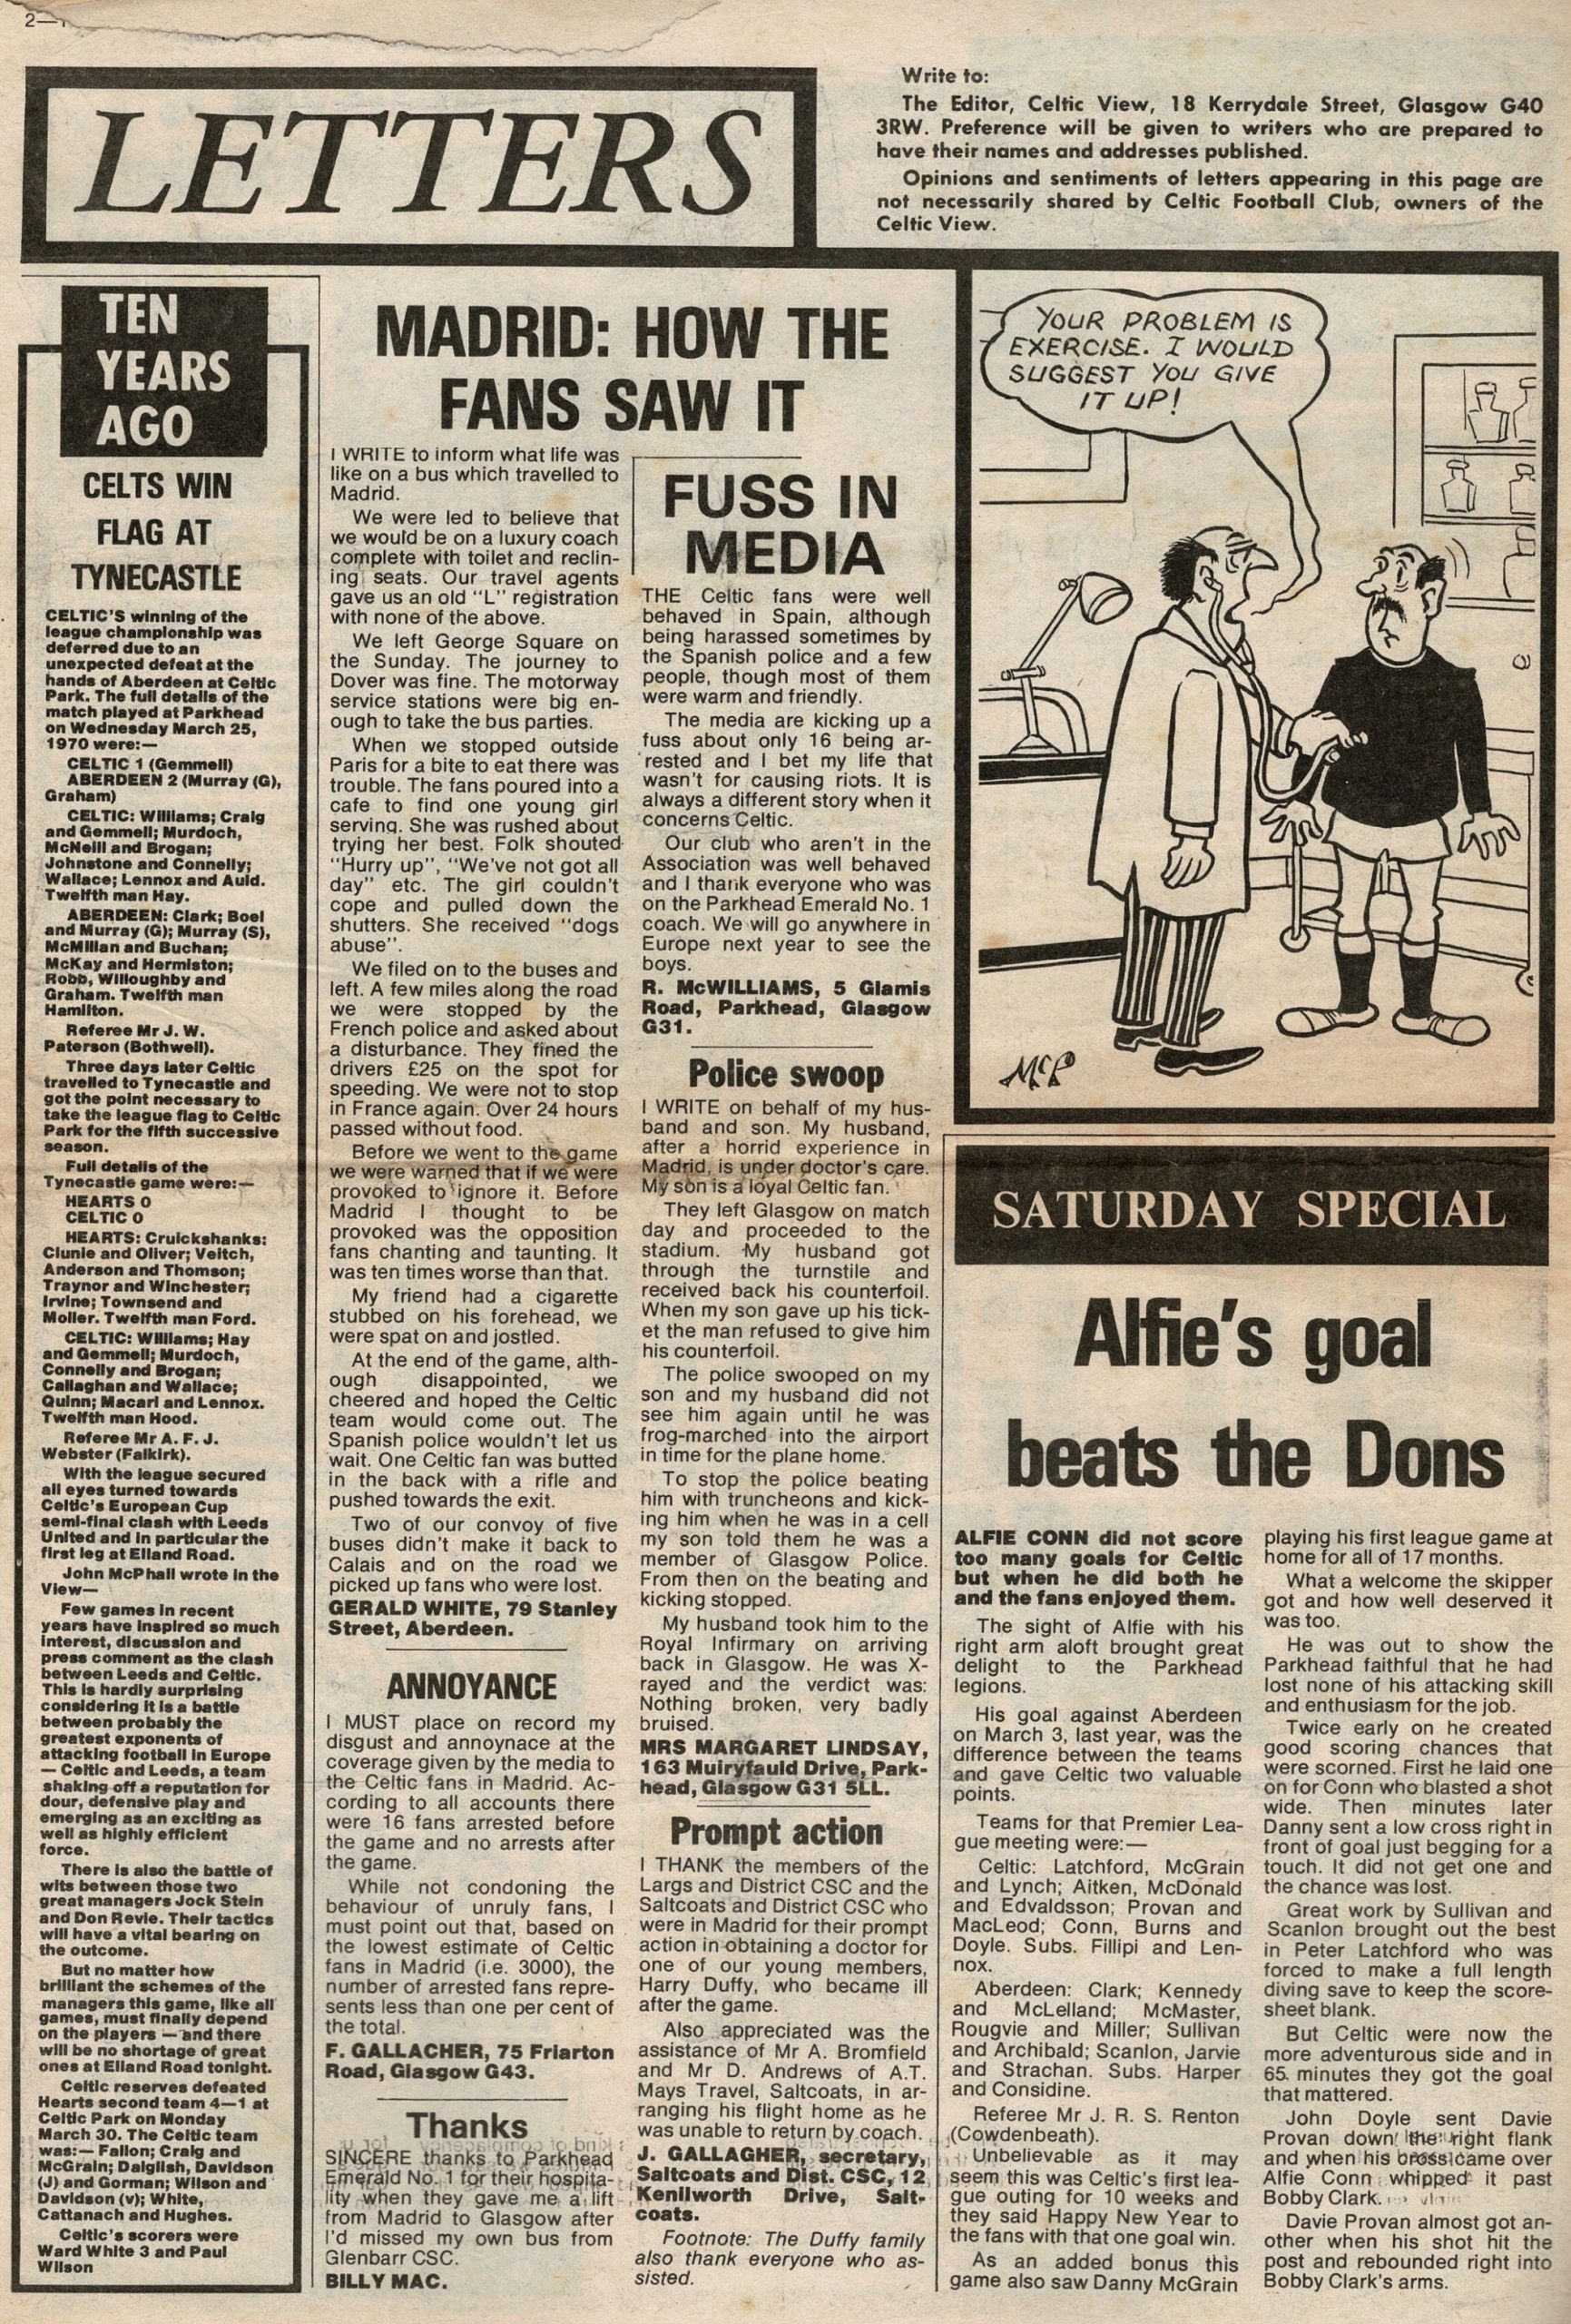 2—
LETTERS
Write to:
The Editor, Celtic View, 18 Kerrydale Street, Glasgow G40
3RW. Preference will be given to writers who are prepared to
have their names and addresses published.
Opinions and sentiments of letters appearing in this page are
not necessarily shared by Celtic Football Club, owners of the
Celtic View.
TEN
YEARS
AGO
CELTS WIN
FLAG AT
TYNECASTLE
CELTIC'S winning of the
league championship was
deferred due to an
unexpected defeat at the
hands of Aberdeen at Celtic
Park. The full details of the
match played at Parkhead
on Wednesday March 25,
1970 were:—
CELTIC 1 (Gemmell)
ABERDEEN 2 (Murray (G),
Graham)
CELTIC: Williams; Craig
and Gemmell; Murdoch,
McNeill and Brogan;
Johnstone and Connelly;
Wallace; Lennox and Auld.
Twelfth man Hay.
ABERDEEN: Clark; Boel
and Murray (G); Murray (S),
McMillan and Buchan;
McKay and Hermiston;
Robb, Willoughby and
Graham. Twelfth man
Hamilton.
Referee Mr J. W.
Paterson (Bothwell).
Three days later Celtic
travelled to Tynecastle and
got the point necessary to
take the league flag to Celtic
Park for the fifth successive
season.
Full details of the
Tynecastle game were:—
HEARTS 0
CELTIC 0
HEARTS: Cruickshanks:
Clunie and Oliver; Veitch,
Anderson and Thomson;
Traynor and Winchester;
Irvine; Townsend and
Moller. Twelfth man Ford.
CELTIC: Williams; Hay
and Gemmell; Murdoch,
Connelly and Brogan;
Callaghan and Wallace;
Quinn; Macari and Lennox.
Twelfth man Hood.
Referee Mr A. F. J.
Webster (Falkirk).
With the league secured
all eyes turned towards
Celtic's European Cup
semi-final clash with Leeds
United and in particular the
first leg at Elland Road.
John McPhail wrote in the
View—
Few games in recent
years have inspired so much
interest, discussion and
press comment as the clash
between Leeds and Celtic.
This is hardly surprising
considering it is a battle
between probably the
greatest exponents of
attacking football in Europe
— Celtic and Leeds, a team
shaking off a reputation for
dour, defensive play and
emerging as an exciting as
well as highly efficient
force.
There is also the battle of
wits between those two
great managers Jock Stein
and Don Revie. Their tactics
will have a vital bearing on
the outcome.
But no matter how
brilliant the schemes of the
managers this game, like all
games, must finally depend
on the players — and there
will be no shortage of great
ones at Elland Road tonight.
Celtic reserves defeated
Hearts second team 4—1 at
Celtic Park on Monday
March 30. The Celtic team
was:— Fallon; Craig and
McGrain; Dalglish, Davidson
(J) and Gorman; Wilson and
Davidson (v); White,
Cattanach and Hughes.
Celtic's scorers were
Ward White 3 and Paul
Wilson
MADRID: HOW THE
FANS SAW IT
I WRITE to inform what life was
like on a bus which travelled to
Madrid.
We were led to believe that
we would be on a luxury coach
complete with toilet and reclin-
ing seats. Our travel agents
gave us an old "L" registration
with none of the above.
We left George Square on
the Sunday. The journey to
Dover was fine. The motorway
service stations were big en-
ough to take the bus parties.
When we stopped outside
Paris for a bite to eat there was
trouble. The fans poured into a
cafe to find one young girl
serving. She was rushed about
trying her best. Folk shouted
"Hurry up", "We've not got all
day" etc. The girl couldn't
cope and pulled down the
shutters. She received "dogs
abuse".
We filed on to the buses and
left. A few miles along the road
we were stopped by the
French police and asked about
a disturbance. They fined the
drivers £25 on the spot for
speeding. We were not to stop
in France again. Over 24 hours
passed without food.
Before we went to the game
we were warned that if we were
provoked to ignore it. Before
Madrid I thought to be
provoked was the opposition
fans chanting and taunting. It
was ten times worse than that.
My friend had a cigarette
stubbed on his forehead, we
were spat on and jostled.
At the end of the game, alth-
ough disappointed, we
cheered and hoped the Celtic
team would come out. The
Spanish police wouldn't let us
wait. One Celtic fan was butted
in the back with a rifle and
pushed towards the exit.
Two of our convoy of five
buses didn't make it back to
Calais and on the road we
picked up fans who were lost.
GERALD WHITE, 79 Stanley
Street, Aberdeen.
ANNOYANCE
I MUST place on record my
disgust and annoynace at the
coverage given by the media to
the Celtic fans in Madrid. Ac-
cording to all accounts there
were 16 fans arrested before
the game and no arrests after
the game.
While not condoning the
behaviour of unruly fans, I
must point out that, based on
the lowest estimate of Celtic
fans in Madrid (i.e. 3000), the
number of arrested fans repre-
sents less than one per cent of
the total.
F. GALLACHER, 75 Friarton
Road, Glasgow G43.
Thanks
SINCERE thanks to Parkhead
Emerald No. 1 for their hospita-
lity when they gave me a lift
from Madrid to Glasgow after
I'd missed my own bus from
Glenbarr CSC.
BILLY MAC.
FUSS IN
MEDIA
THE Celtic fans were well
behaved in Spain, although
being harassed sometimes by
the Spanish police and a few
people, though most of them
were warm and friendly.
The media are kicking up a
fuss about only 16 being ar-
rested and I bet my life that
wasn't for causing riots. It is
always a different story when it
concerns Celtic.
Our club who aren't in the
Association was well behaved
and I thank everyone who was
on the Parkhead Emerald No. 1
coach. We will go anywhere in
Europe next year to see the
boys.
R. McWILLIAMS, 5 Glamis
Road, Parkhead, Glasgow
G31.
Police swoop
I WRITE on behalf of my hus-
band and son. My husband,
after a horrid experience in
Madrid, is under doctor's care.
My son is a loyal Celtic fan.
They left Glasgow on match
day and proceeded to the
stadium. My husband got
through the turnstile and
received back his counterfoil.
When my son gave up his tick-
et the man refused to give him
his counterfoil.
The police swooped on my
son and my husband did not
see him again until he was
frog-marched into the airport
in time for the plane home.
To stop the police beating
him with truncheons and kick-
ing him when he was in a cell
my son told them he was a
member of Glasgow Police.
From then on the beating and
kicking stopped.
My husband took him to the
Royal Infirmary on arriving
back in Glasgow. He was X-
rayed and the verdict was:
Nothing broken, very badly
bruised.
MRS MARGARET LINDSAY,
163 Muiryfauld Drive, Park-
head, Glasgow G31 5LL.
Prompt action
I THANK the members of the
Largs and District CSC and the
Saltcoats and District CSC who
were in Madrid for their prompt
action in obtaining a doctor for
one of our young members,
Harry Duffy, who became ill
after the game.
Also appreciated was the
assistance of Mr A. Bromfield
and Mr D. Andrews of A.T.
Mays Travel, Saltcoats, in ar-
ranging his flight home as he
was unable to return by coach.
J. GALLAGHER, secretary,
Saltcoats and Dist. CSC, 12
Kenilworth Drive, Salt-
coats.
Footnote: The Duffy family
also thank everyone who as-
sisted.
YOUR PROBLEM IS
EXERCISE. I WOULD
SUGGEST YOU GIVE
IT UP!
McP
SATURDAY SPECIAL
Alfie's goal
beats the Dons
ALFIE CONN did not score
too many goals for Celtic
but when he did both he
and the fans enjoyed them.
The sight of Alfie with his
right arm aloft brought great
delight to the Parkhead
legions.
His goal against Aberdeen
on March 3, last year, was the
difference between the teams
and gave Celtic two valuable
points.
Teams for that Premier Lea-
gue meeting were:—
Celtic: Latchford, McGrain
and Lynch; Aitken, McDonald
and Edvaldsson; Provan and
MacLeod; Conn, Burns and
Doyle. Subs. Fillipi and Len-
nox.
Aberdeen: Clark; Kennedy
and McLelland; McMaster,
Rougvie and Miller; Sullivan
and Archibald; Scanlon, Jarvie
and Strachan. Subs. Harper
and Considine.
Referee Mr J. R. S. Renton
(Cowdenbeath).
Unbelievable as it may
seem this was Celtic's first lea-
gue outing for 10 weeks and
they said Happy New Year to
the fans with that one goal win.
As an added bonus this
game also saw Danny McGrain
playing his first league game at
home for all of 17 months.
What a welcome the skipper
got and how well deserved it
was too.
He was out to show the
Parkhead faithful that he had
lost none of his attacking skill
and enthusiasm for the job.
Twice early on he created
good scoring chances that
were scorned. First he laid one
on for Conn who blasted a shot
wide. Then minutes later
Danny sent a low cross right in
front of goal just begging for a
touch. It did not get one and
the chance was lost.
Great work by Sullivan and
Scanlon brought out the best
in Peter Latchford who was
forced to make a full length
diving save to keep the score-
sheet blank.
But Celtic were now the
more adventurous side and in
65 minutes they got the goal
that mattered.
John Doyle sent Davie
Provan down the right flank
and when his cross came over
Alfie Conn whipped it past
Bobby Clark.
Davie Provan almost got an-
other when his shot hit the
post and rebounded right into
Bobby Clark's arms.